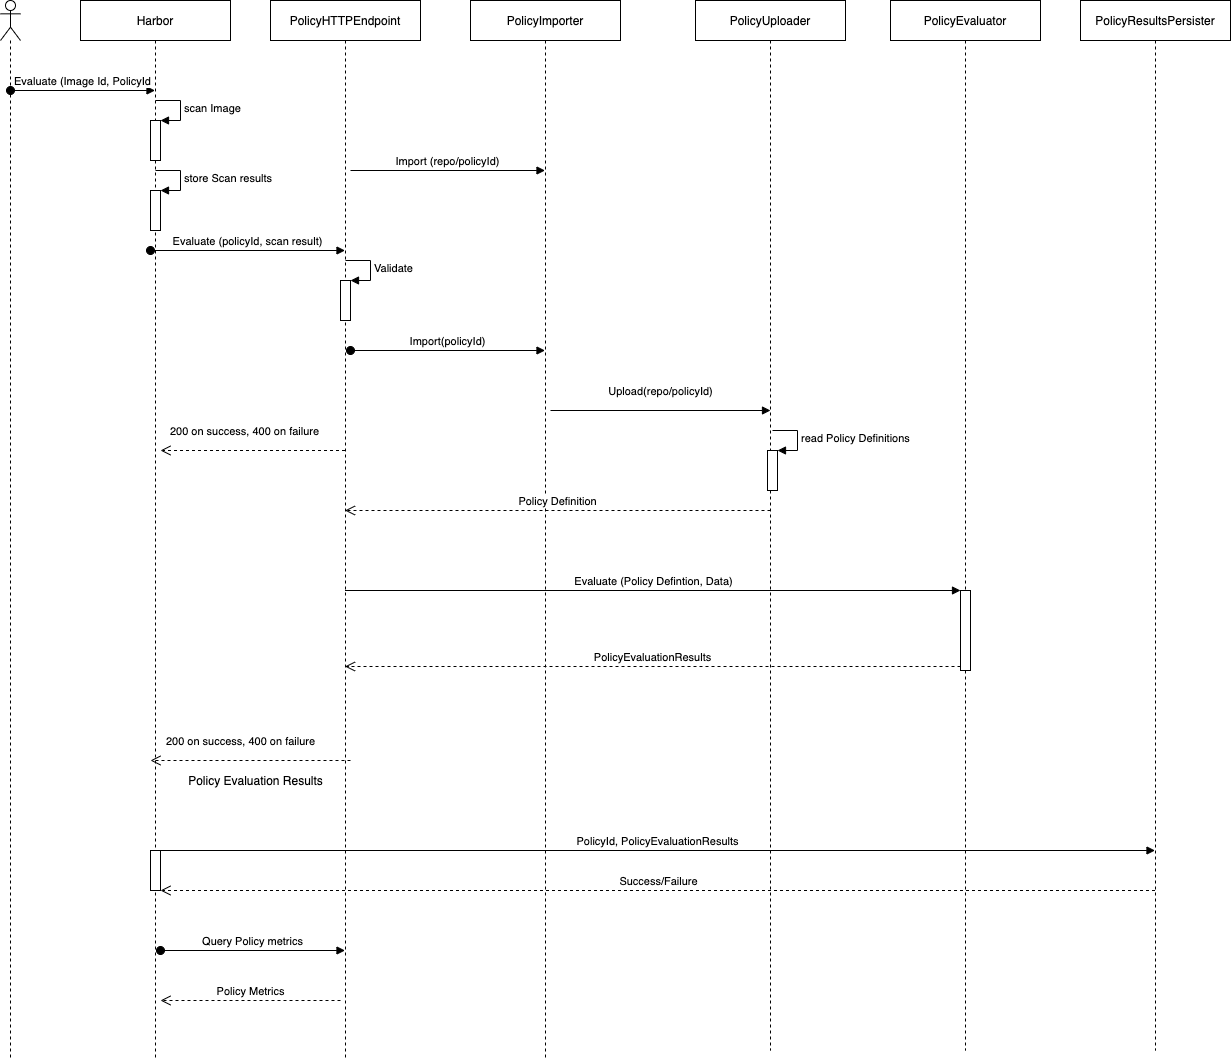 Harbor
PolicyHTTPEndpoint
PolicyImporter
PolicyUploader
PolicyEvaluator
PolicyResultsPersister
Evaluate (Image Id, PolicyId
scan Image
Import (repo/policyId)
store Scan results
Evaluate (policyId, scan result)
Validate
Import(policyId)
Upload(repo/policyId)
200 on success, 400 on failure
read Policy Definitions
Policy Definition
Evaluate (Policy Defintion, Data)
PolicyEvaluationResults
200 on success, 400 on failure
Policy Evaluation Results
PolicyId, PolicyEvaluationResults
Success/Failure
Query Policy metrics
Policy Metrics